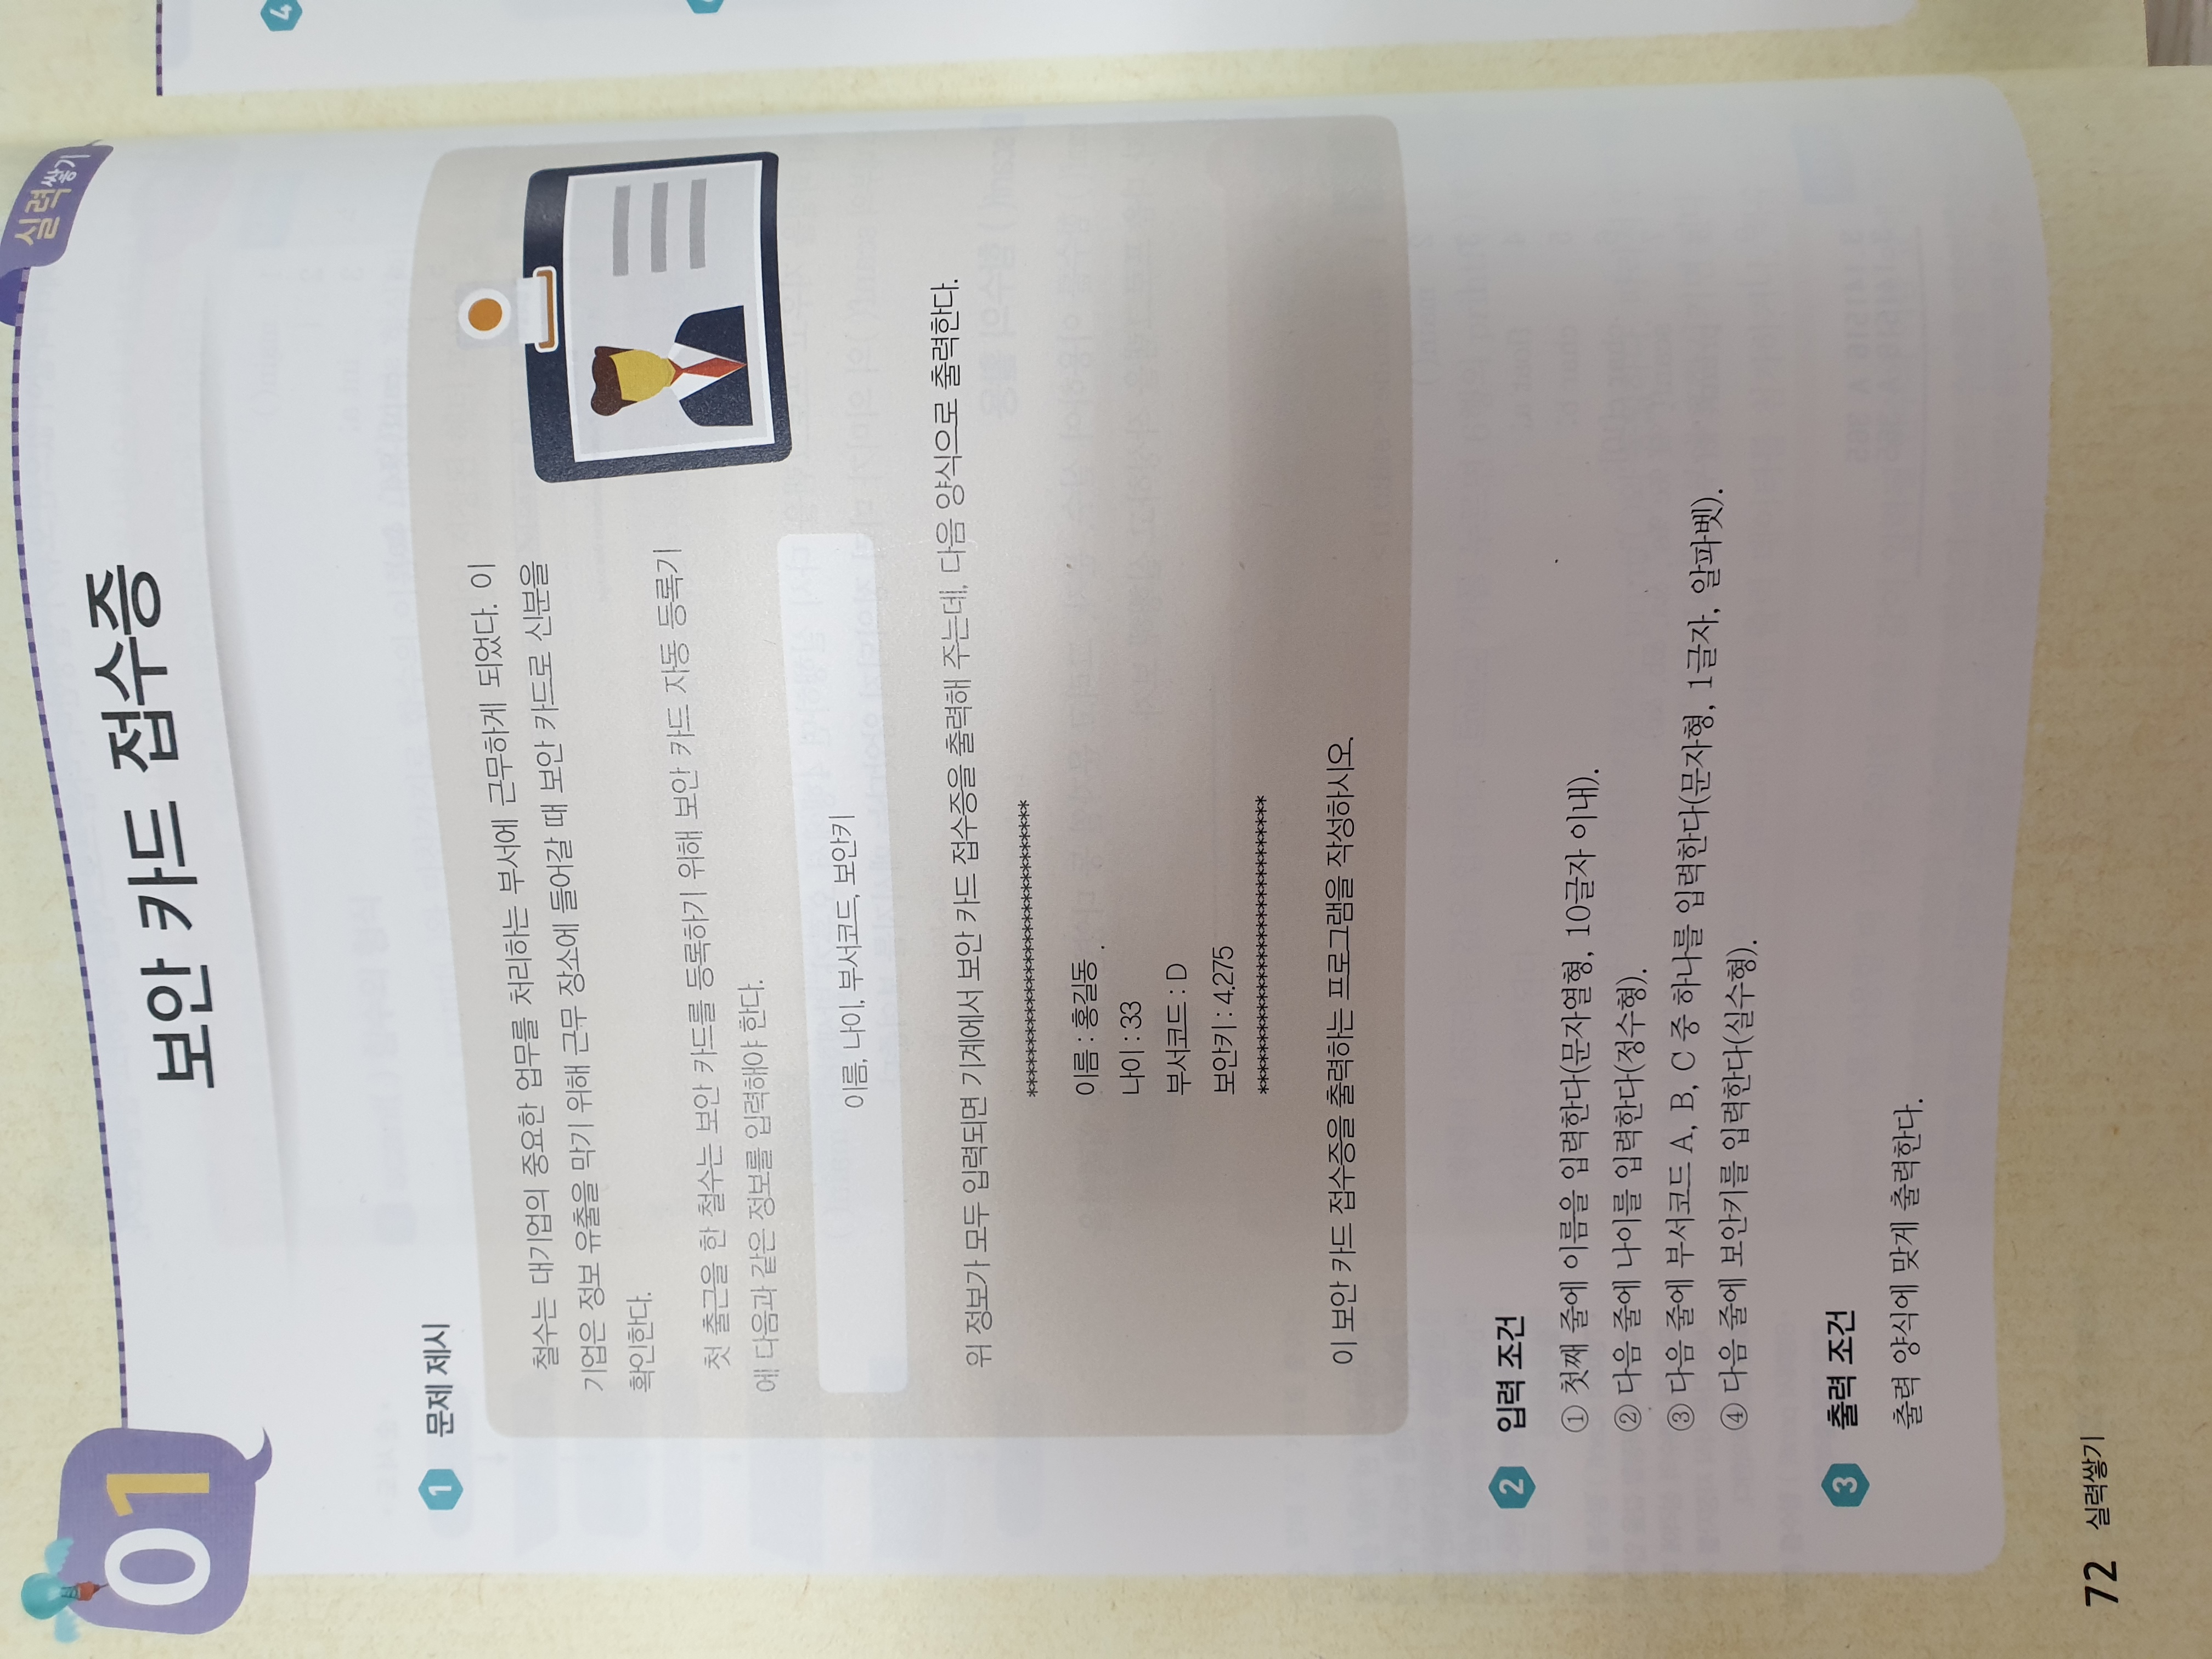 실력쌓기
01
보안 카드 접수증
1 문제 제시
철수는 대기업의 중요한 업무를 처리하는 부서에 근무하게 되었다. 이
기업은 정보 유출을 막기 위해 근무 장소에 들어갈 때 보안 카드로 신분을
확인한다.
첫 출근을 한 철수는 보안 카드를 등록하기 위해 보안 카드 자동 등록기
에 다음과 같은 정보를 입력해야 한다.
이름, 나이, 부서코드, 보안키
위 정보가 모두 입력되면 기계에서 보안 카드 접수증을 출력해 주는데, 다음 양식으로 출력한다.
*****************************
이름 : 홍길동
나이 : 33
부서코드 : D
보안키 : 4.275
*****************************
이 보안 카드 접수증을 출력하는 프로그램을 작성하시오.
2 입력 조건
① 첫째 줄에 이름을 입력한다(문자열형, 10글자 이내).
② 다음 줄에 나이를 입력한다(정수형).
③ 다음 줄에 부서코드 A, B, C 중 하나를 입력한다(문자형, 1글자, 알파벳).
④ 다음 줄에 보안키를 입력한다(실수형).
3 출력 조건
출력 양식에 맞게 출력한다.
72 실력쌓기
4